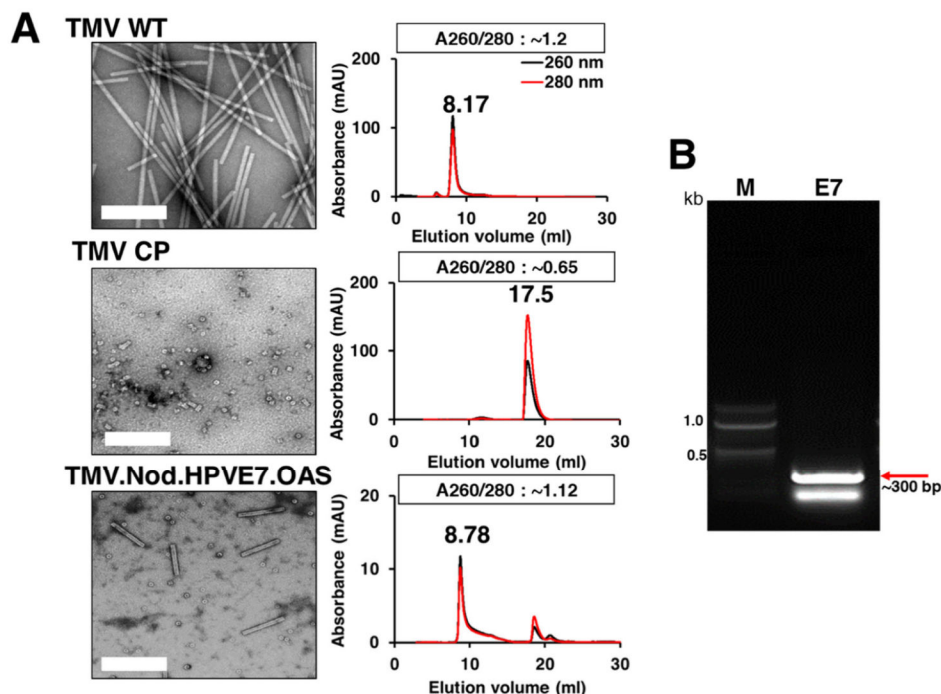 A
TMV WT
A260/280 : ~1.2
260 nm
280 nm
8.17
Absorbance (mAU)
200
100
0
0 10 20 30
Elution volume (ml)
TMV CP
A260/280 : ~0.65
17.5
Absorbance (mAU)
200
100
0
0 10 20 30
Elution volume (ml)
TMV.Nod.HPVE7.OAS
A260/280 : ~1.12
8.78
Absorbance (mAU)
20
10
0
0 10 20 30
Elution volume (ml)
B
M E7
kb
1.0
0.5
~300 bp